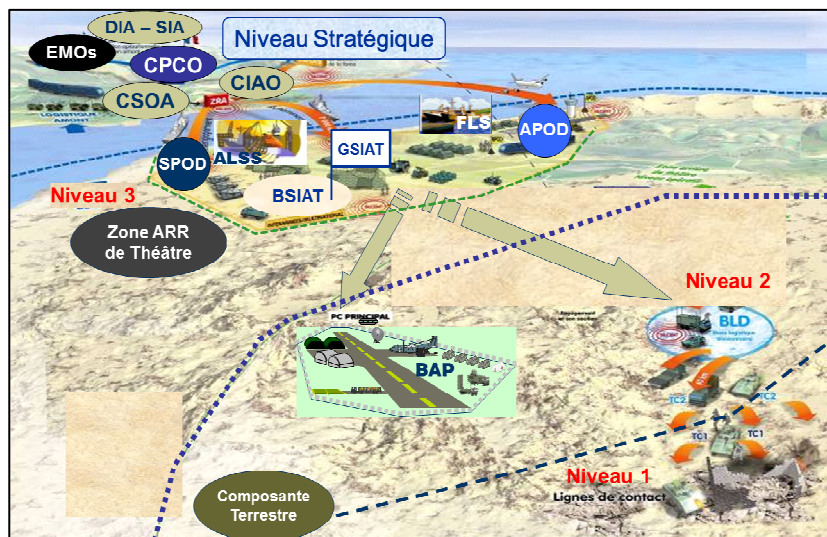 DIA – SIA
Niveau Stratégique
EMOs
CPCO
CIAO
CSOA
ZRA
LOGISTIQUE
AMONT
FLS
APOD
SPOD
ALSS
GSIAT
BSIAT
Niveau 3
Zone ARR
de Théâtre
Niveau 2
PC PRINCIPAL
BLD
BAP
TC2
TC2
TC1
TC1
Niveau 1
Lignes de contact
Composante
Terrestre